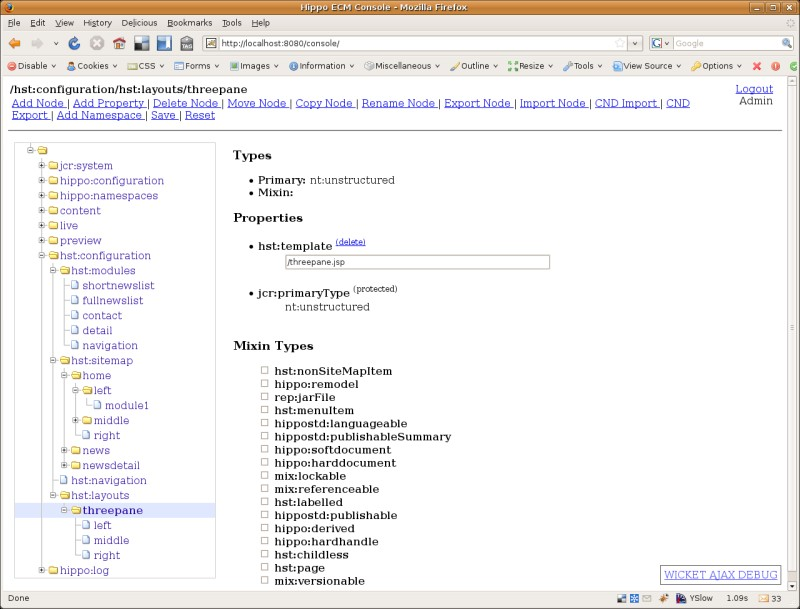 Hippo ECM Console - Mozilla Firefox
File Edit View History Delicious Bookmarks Tools Help
http://localhost:8080/console/
Google
Disable Cookies CSS Forms Images Information Miscellaneous Outline Resize Tools View Source Options
/hst:configuration/hst:layouts/threepane
Logout
Add Node | Add Property | Delete Node | Move Node | Copy Node | Rename Node | Export Node | Import Node | CND Import | CND
Admin
Export | Add Namespace | Save | Reset
jcr:system
hippo:configuration
hippo:namespaces
content
live
preview
hst:configuration
hst:modules
shortnewslist
fullnewslist
contact
detail
navigation
hst:sitemap
home
left
module1
middle
right
news
newsdetail
hst:navigation
hst:layouts
threepane
left
middle
right
hippo:log
Types
• Primary: nt:unstructured
• Mixin:
Properties
• hst:template (delete)
/threepane.jsp
• jcr:primaryType (protected)
nt:unstructured
Mixin Types
hst:nonSiteMapItem
hippo:remodel
rep:jarFile
hst:menuItem
hippostd:languageable
hippostd:publishableSummary
hippo:softdocument
hippo:harddocument
mix:lockable
mix:referenceable
hst:labelled
hippostd:publishable
hippo:derived
hippo:hardhandle
hst:childless
hst:page
mix:versionable
WICKET AJAX DEBUG
Done
YSlow 1.09s 33